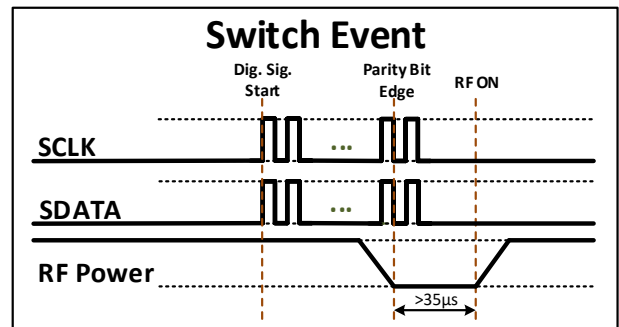 Switch Event
Dig. Sig.
Start
Parity Bit
Edge
RF ON
SCLK
...
SDATA
...
RF Power
>35µs